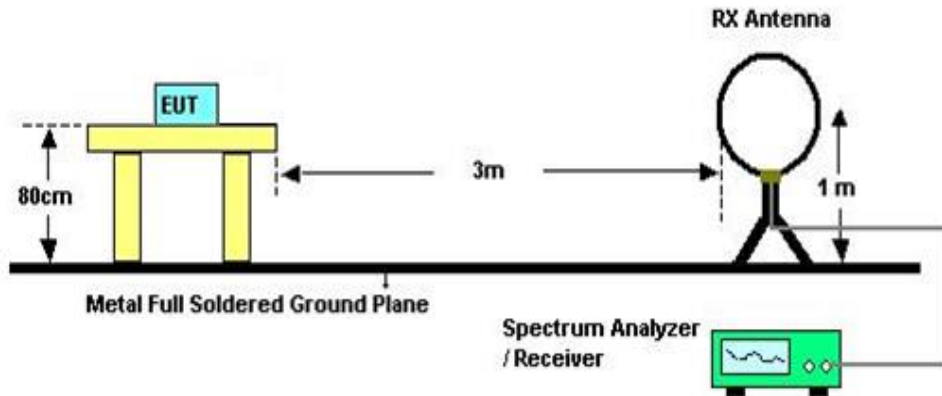 RX Antenna
EUT
80cm
3m
1 m
Metal Full Soldered Ground Plane
Spectrum Analyzer
/ Receiver